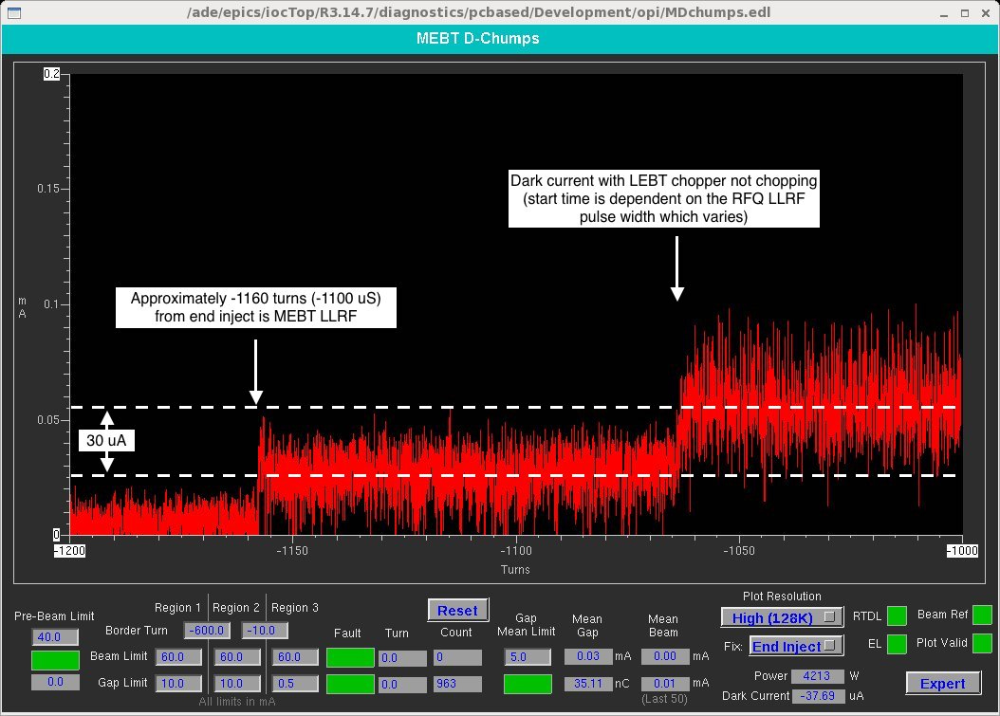 /ade/epics/iocTop/R3.14.7/diagnostics/pcbased/Development/opi/MDchumps.edl
MEBT D-Chumps
0.2
0.15
0.1
0.05
0
m
A
Dark current with LEBT chopper not chopping
(start time is dependent on the RFQ LLRF
pulse width which varies)
Approximately -1160 turns (-1100 uS)
from end inject is MEBT LLRF
30 uA
-1200
-1150
-1100
-1050
-1000
Turns
Pre-Beam Limit
40.0
0.0
Region 1 Region 2 Region 3
Border Turn -600.0 -10.0
Beam Limit 60.0 60.0 60.0
Gap Limit 10.0 10.0 0.5
All limits in mA
Reset
Fault Turn Count
0.0 0
0.0 963
Gap
Mean Limit
5.0
Mean
Gap
0.03 mA
35.11 nC
Mean
Beam
0.00 mA
0.01 mA
(Last 50)
Plot Resolution
High (128K)
Fix: End Inject
Power 4213 W
Dark Current -37.69 uA
RTDL
EL
Beam Ref
Plot Valid
Expert